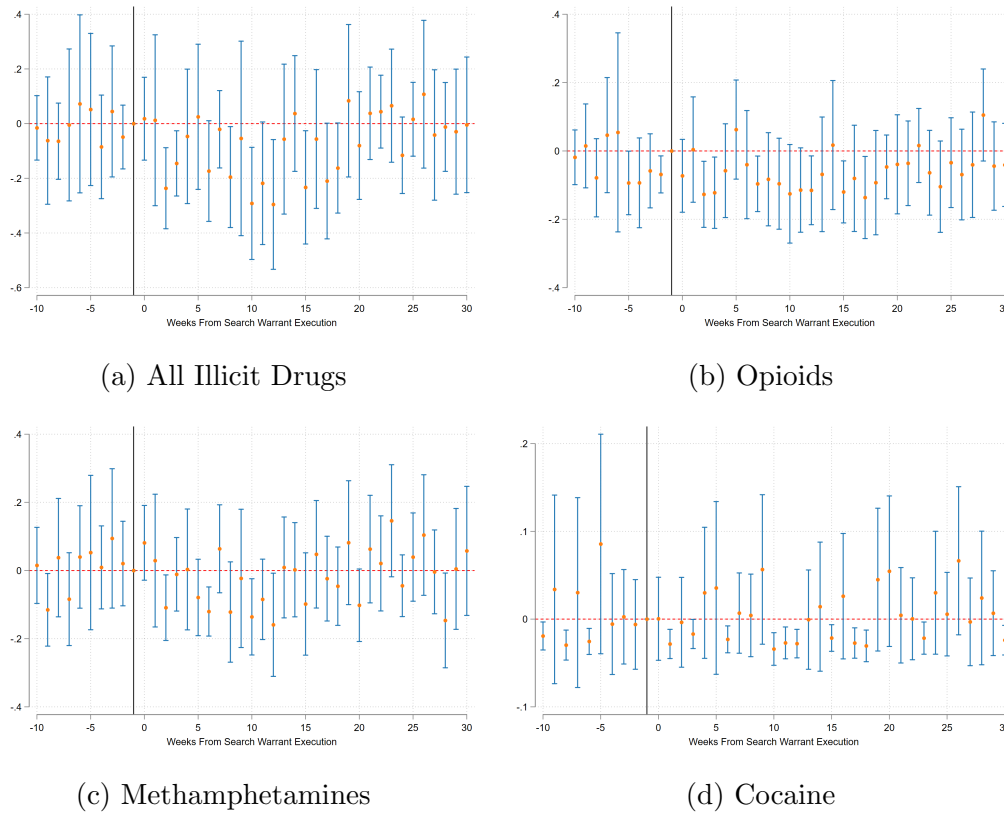 .4
.2
0
-.2
-.4
-.6
-10 -5 0 5 10 15 20 25 30
Weeks From Search Warrant Execution
(a) All Illicit Drugs
.4
.2
0
-.2
-.4
-10 -5 0 5 10 15 20 25 30
Weeks From Search Warrant Execution
(b) Opioids
.4
.2
0
-.2
-.4
-10 -5 0 5 10 15 20 25 30
Weeks From Search Warrant Execution
(c) Methamphetamines
.2
.1
0
-.1
-10 -5 0 5 10 15 20 25 30
Weeks From Search Warrant Execution
(d) Cocaine